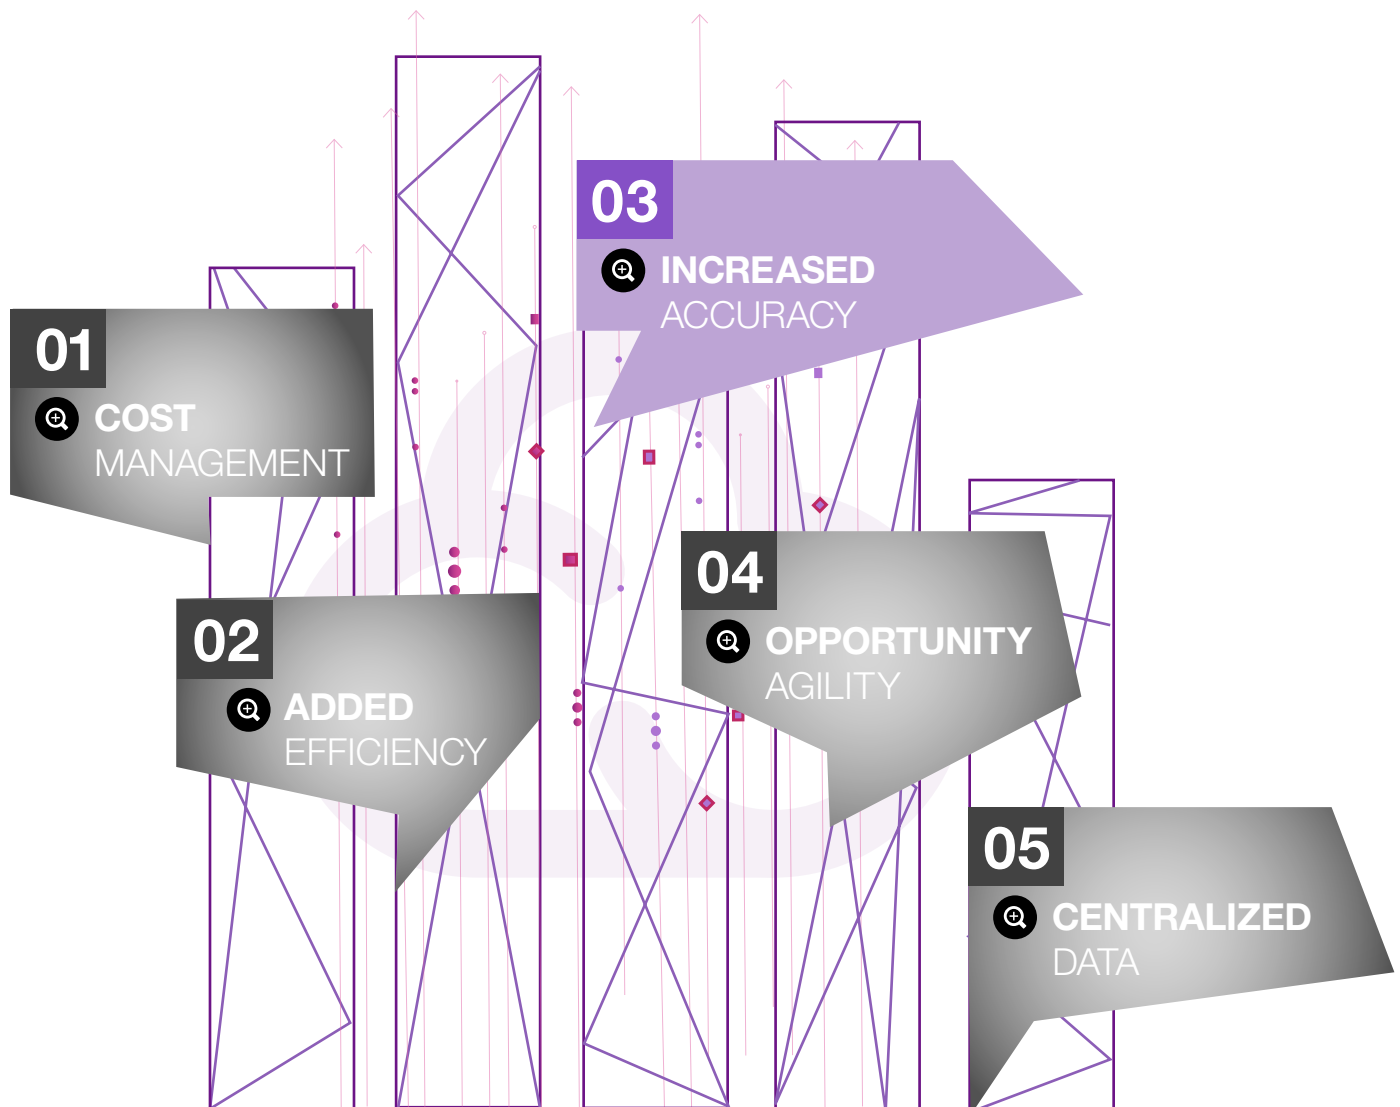 01
COST
MANAGEMENT
02
ADDED
EFFICIENCY
03
INCREASED
ACCURACY
04
OPPORTUNITY
AGILITY
05
CENTRALIZED
DATA